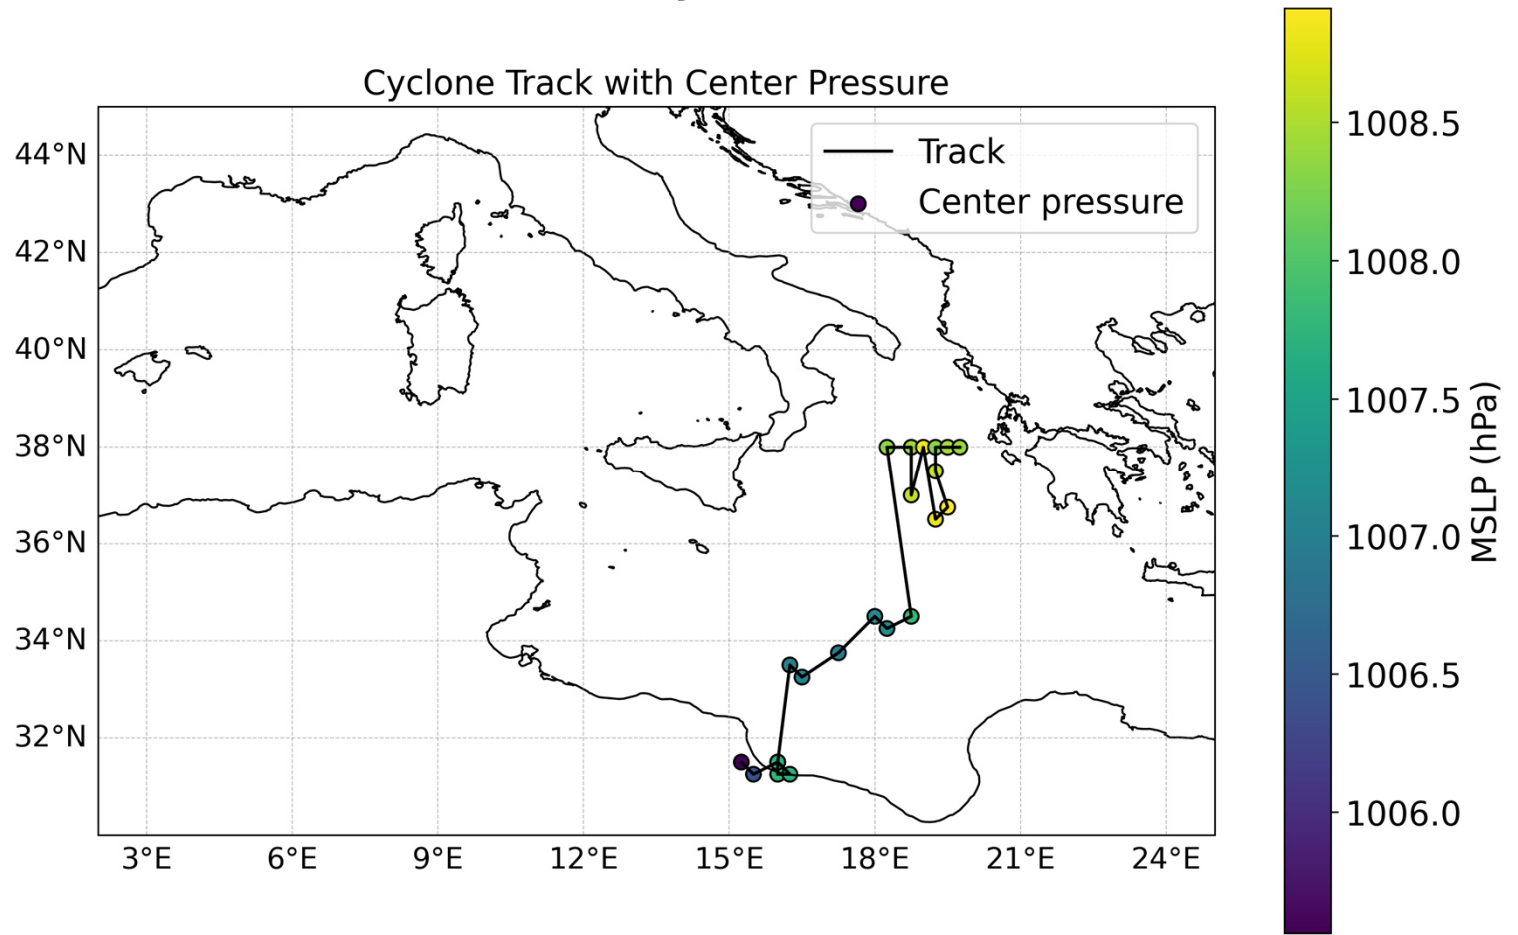 Cyclone Track with Center Pressure
Track
Center pressure
44°N
42°N
40°N
38°N
36°N
34°N
32°N
3°E
6°E
9°E
12°E
15°E
18°E
21°E
24°E
1008.5
1008.0
1007.5
1007.0
1006.5
1006.0
MSLP (hPa)